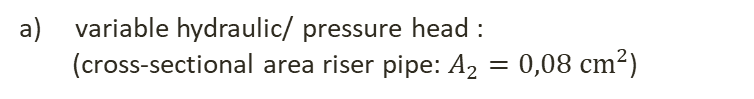 a) variable hydraulic/ pressure head :
(cross-sectional area riser pipe: A₂ = 0,08 cm²)